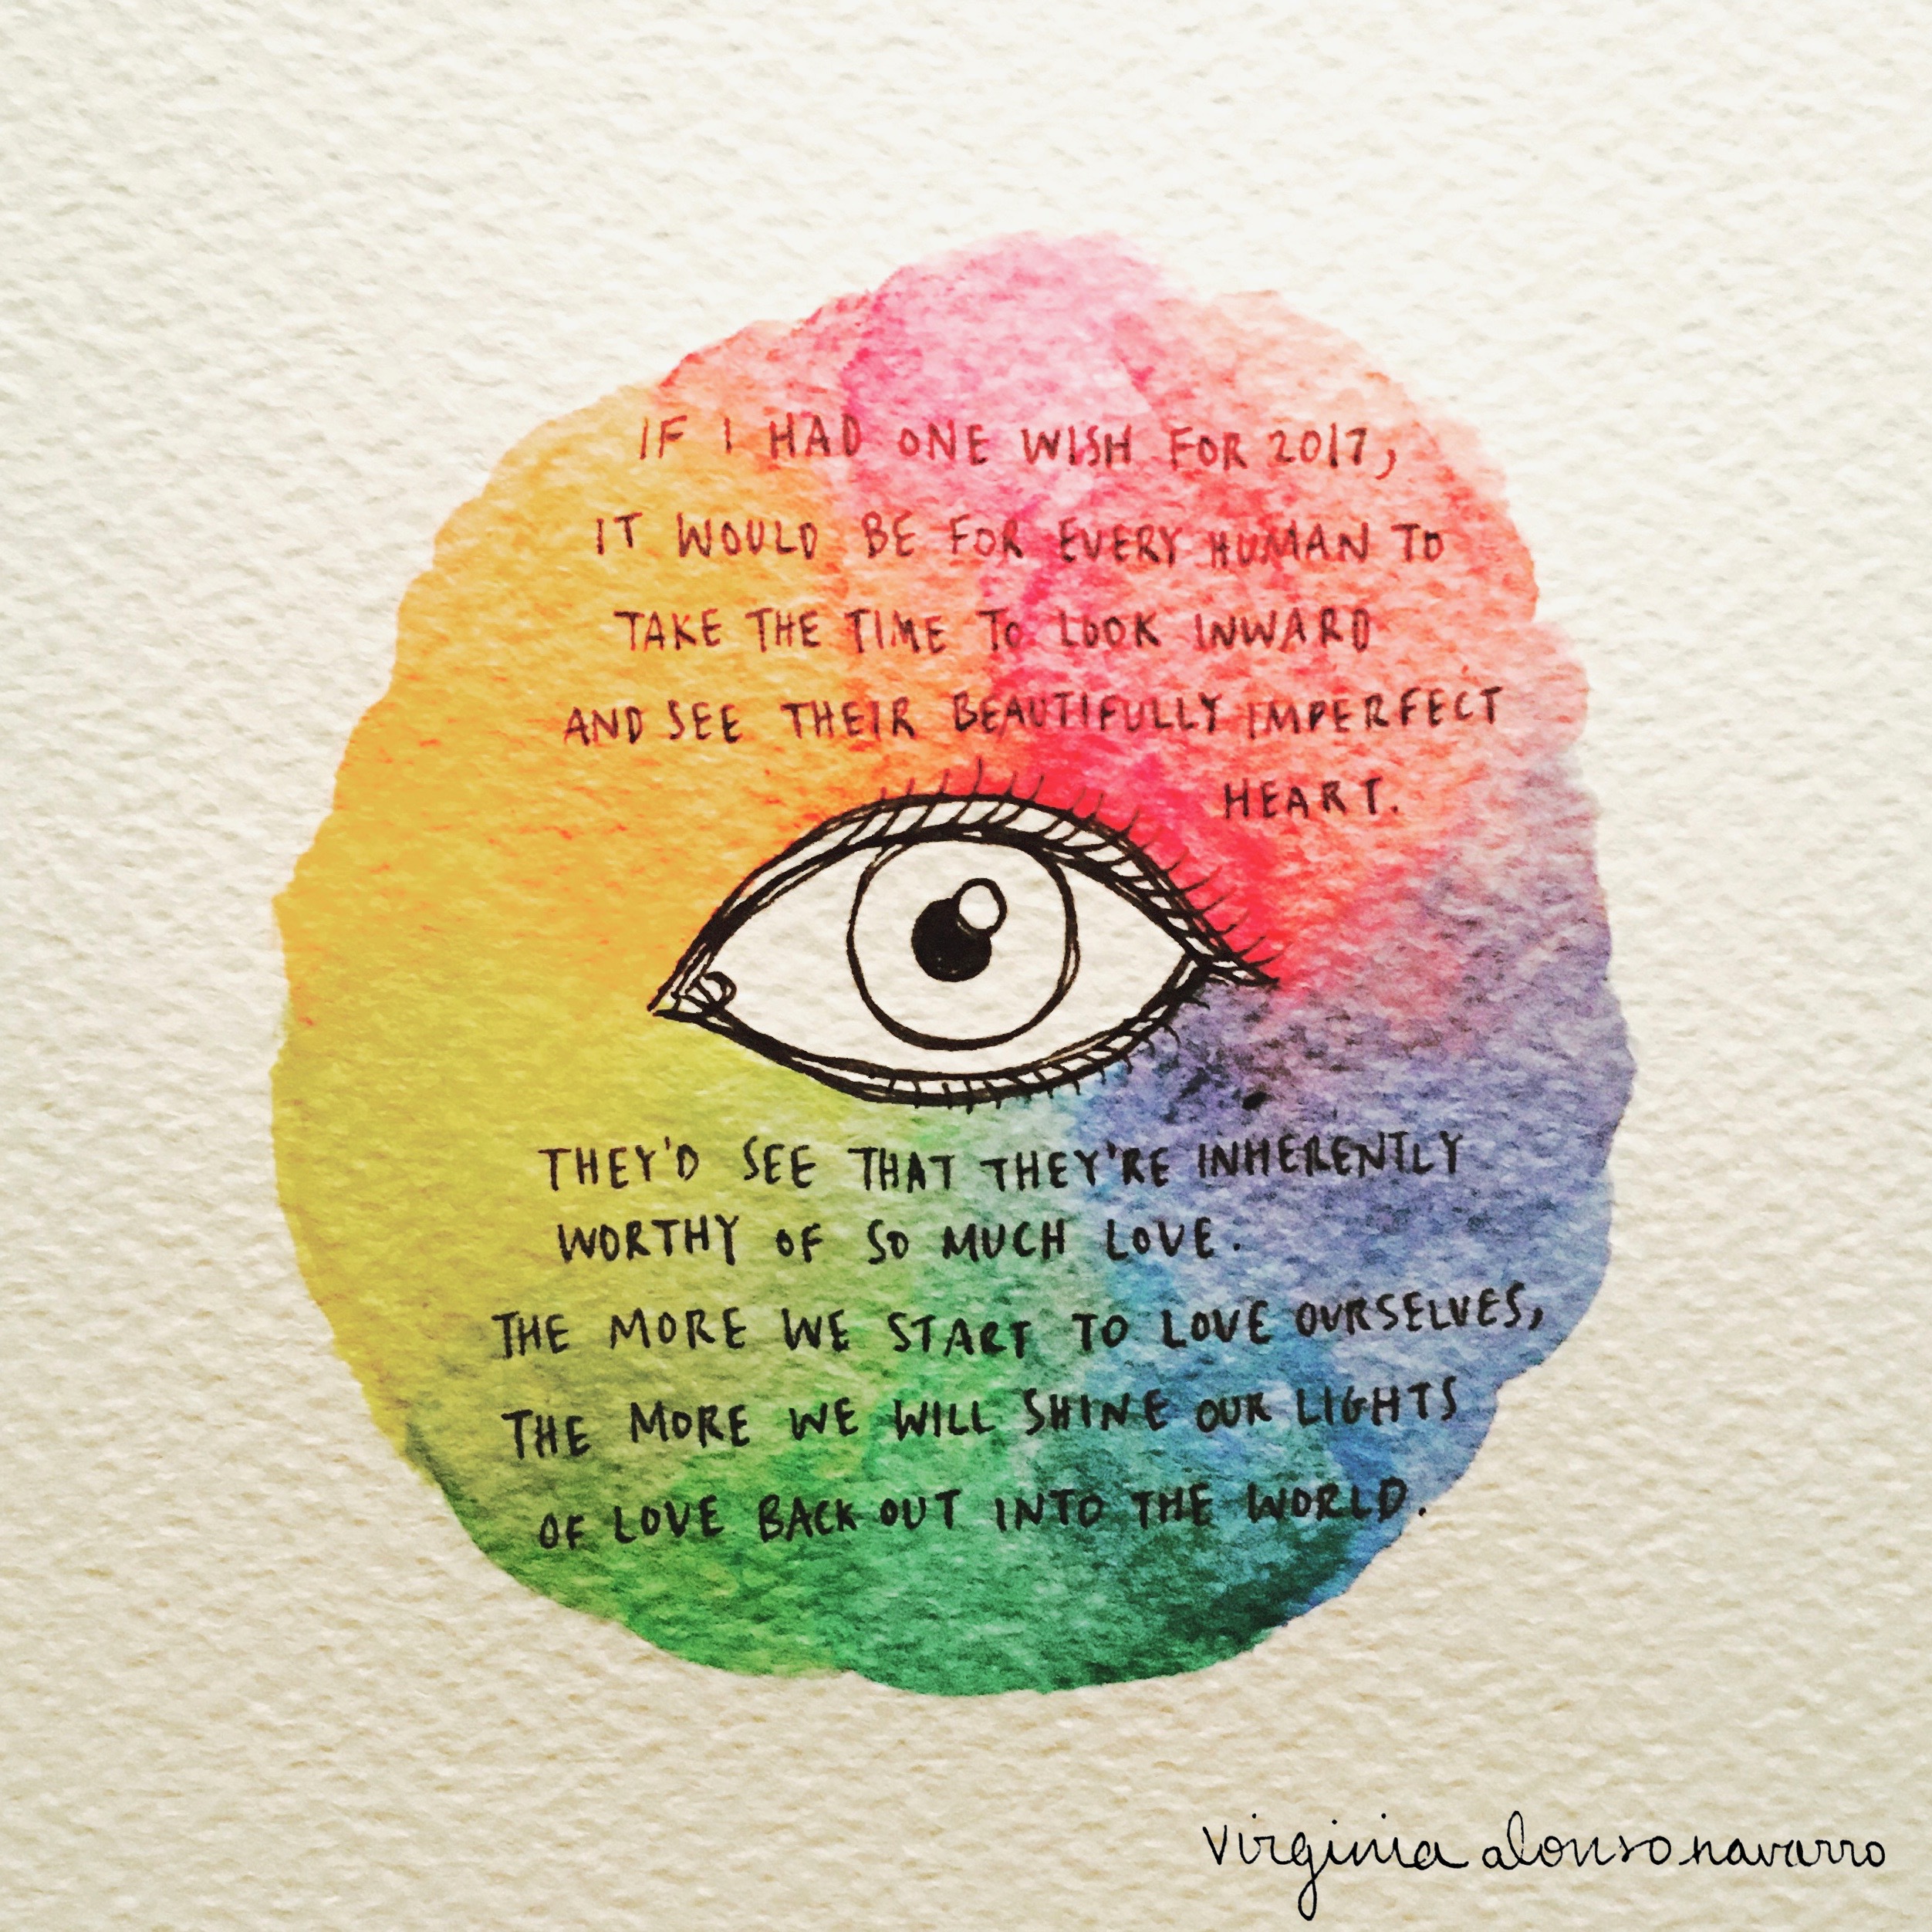 IF I HAD ONE WISH FOR 2017,
IT WOULD BE FOR EVERY HUMAN TO
TAKE THE TIME TO LOOK INWARD
AND SEE THEIR BEAUTIFULLY IMPERFECT
HEART.
THEY'D SEE THAT THEY'RE INHERENTLY
WORTHY OF SO MUCH LOVE.
THE MORE WE START TO LOVE OURSELVES,
THE MORE WE WILL SHINE OUR LIGHTS
OF LOVE BACK OUT INTO THE WORLD.
Virginia alonso navarro